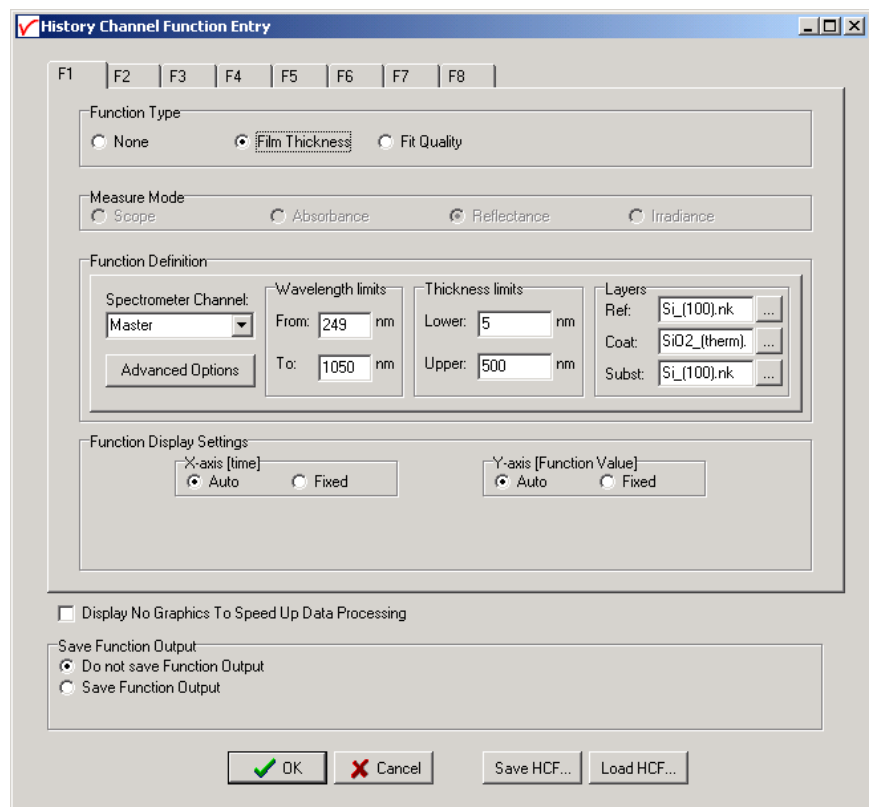 History Channel Function Entry
F1 F2 F3 F4 F5 F6 F7 F8
Function Type
None Film Thickness Fit Quality
Measure Mode
Scope Absorbance Reflectance Irradiance
Function Definition
Spectrometer Channel:
Master
Advanced Options
Wavelength limits
From: 249 nm
To: 1050 nm
Thickness limits
Lower: 5 nm
Upper: 500 nm
Layers
Ref: Si_(100).nk ...
Coat: SiO2_(therm). ...
Subst: Si_(100).nk ...
Function Display Settings
X-axis [time]
Auto Fixed
Y-axis [Function Value]
Auto Fixed
Display No Graphics To Speed Up Data Processing
Save Function Output
Do not save Function Output
Save Function Output
OK Cancel Save HCF... Load HCF...